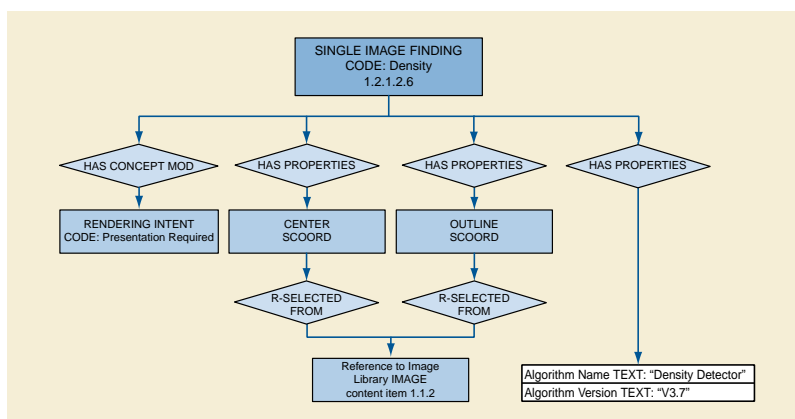 SINGLE IMAGE FINDING
CODE: Density
1.2.1.2.6
HAS CONCEPT MOD
HAS PROPERTIES
HAS PROPERTIES
HAS PROPERTIES
RENDERING INTENT
CODE: Presentation Required
CENTER
SCOORD
OUTLINE
SCOORD
R-SELECTED
FROM
R-SELECTED
FROM
Reference to Image
Library IMAGE
content item 1.1.2
Algorithm Name TEXT: “Density Detector”
Algorithm Version TEXT: “V3.7”